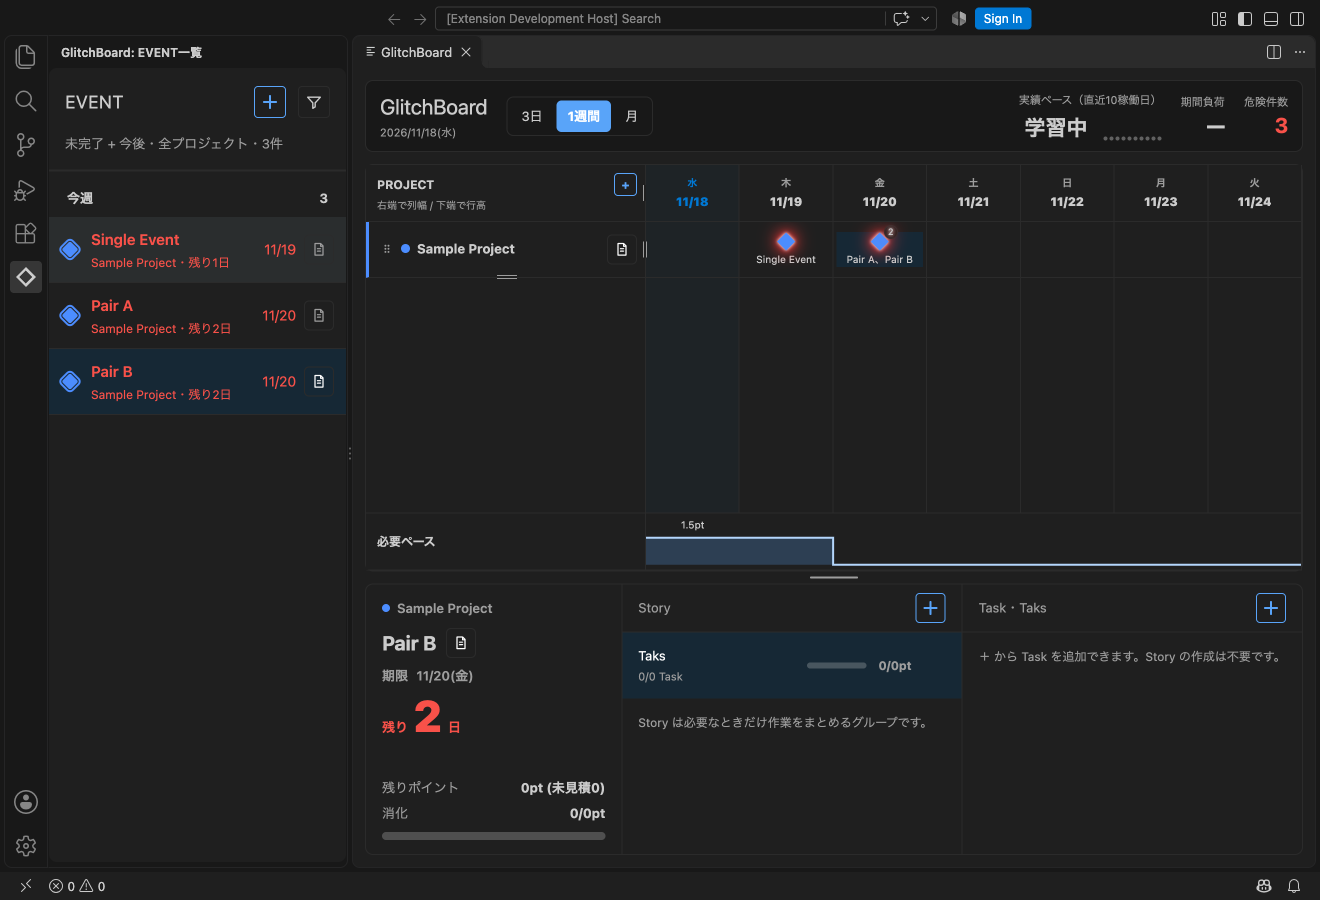 [Extension Development Host] Search
Sign In
GlitchBoard: EVENT一覧
EVENT
未完了 + 今後・全プロジェクト・3件
今週
3
Single Event
11/19
Sample Project・残り1日
Pair A
11/20
Sample Project・残り2日
Pair B
11/20
Sample Project・残り2日
GlitchBoard
GlitchBoard
2026/11/18(水)
3日
1週間
月
実績ペース（直近10稼働日）
学習中
期間負荷
—
危険件数
3
PROJECT
右端で列幅 / 下端で行高
水
11/18
木
11/19
金
11/20
土
11/21
日
11/22
月
11/23
火
11/24
Sample Project
Single Event
2
Pair A、Pair B
必要ペース
1.5pt
Sample Project
Pair B
期限 11/20(金)
残り 2 日
残りポイント
0pt (未見積0)
消化
0/0pt
Story
Taks
0/0 Task
0/0pt
Story は必要なときだけ作業をまとめるグループです。
Task・Taks
＋ から Task を追加できます。Story の作成は不要です。
0
0